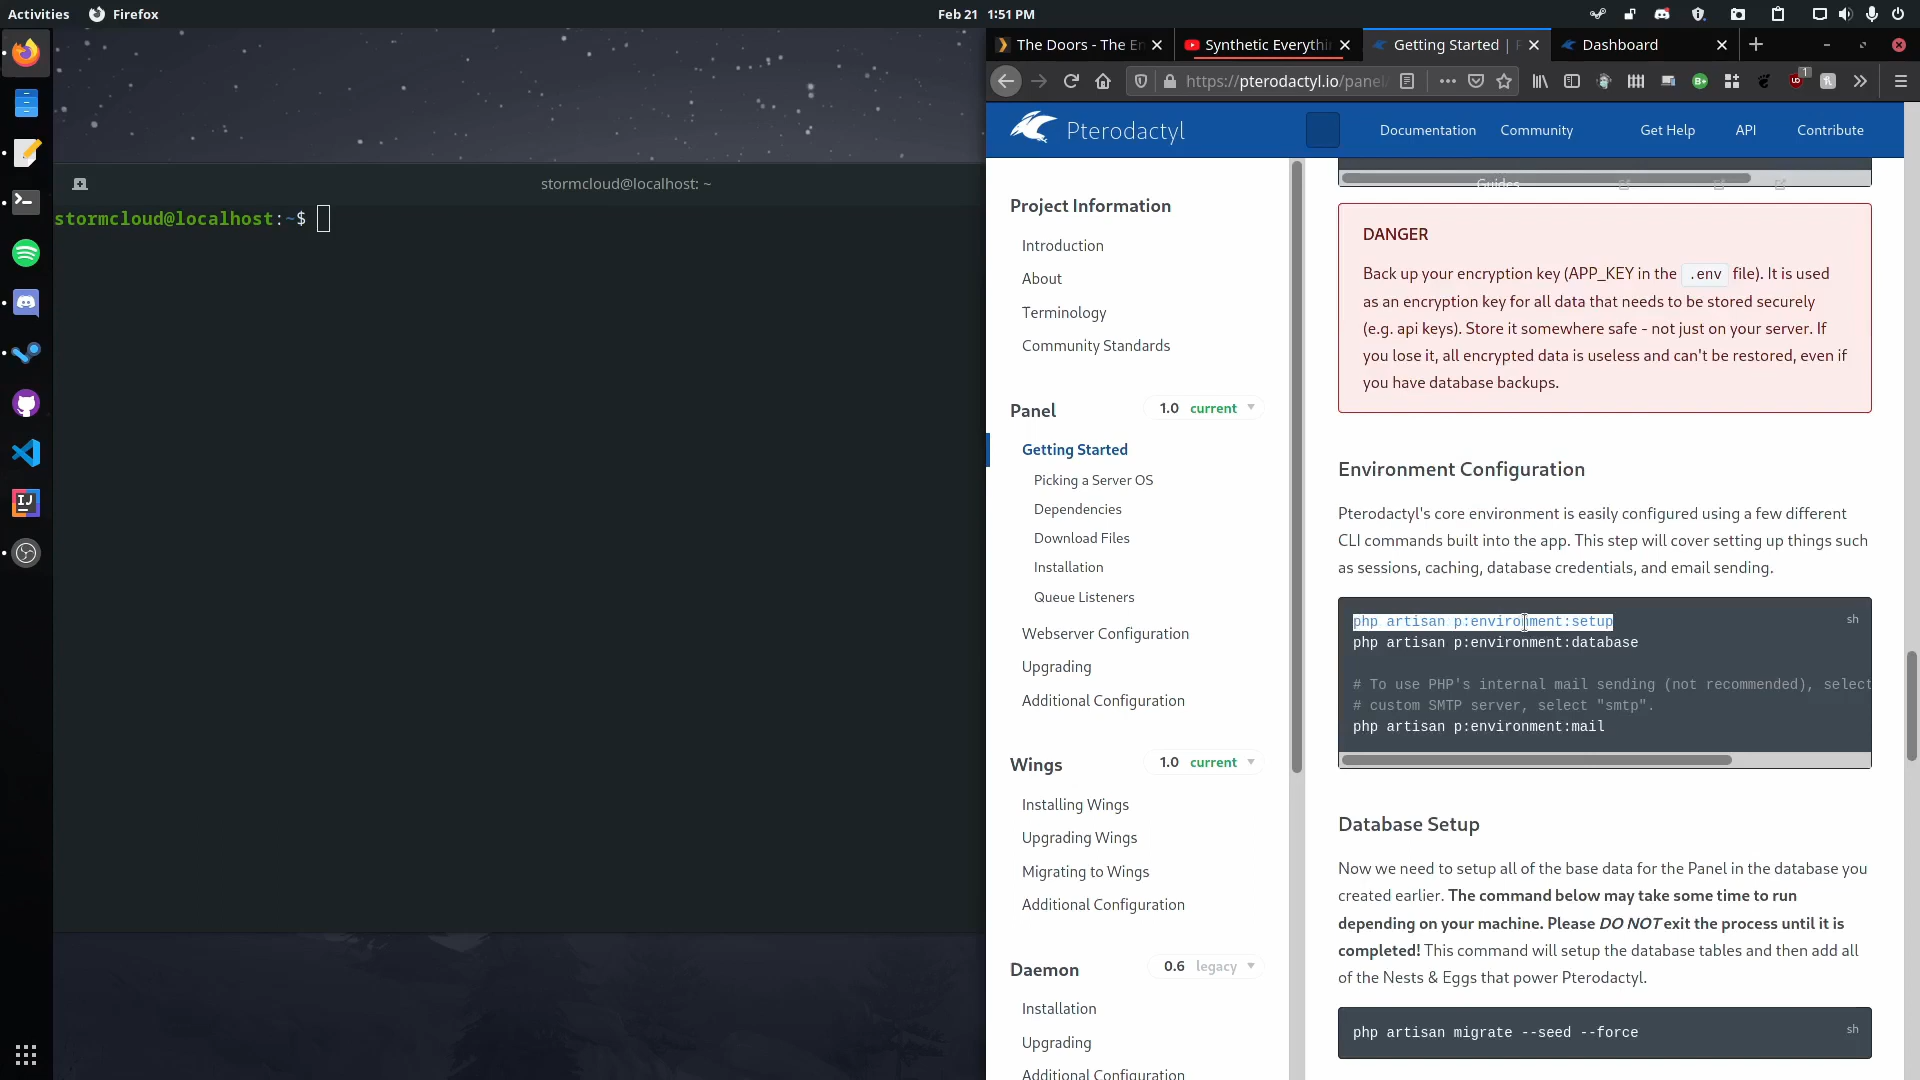 Activities
Firefox
Feb 21 1:51 PM
The Doors - The En
Synthetic Everythi
Getting Started | P
Dashboard
https://pterodactyl.io/panel/
1
Pterodactyl
Documentation
Community
Get Help
API
Contribute
Guides
stormcloud@localhost: ~
stormcloud@localhost:~$
Project Information
Introduction
About
Terminology
Community Standards
Panel
1.0 current
Getting Started
Picking a Server OS
Dependencies
Download Files
Installation
Queue Listeners
Webserver Configuration
Upgrading
Additional Configuration
Wings
1.0 current
Installing Wings
Upgrading Wings
Migrating to Wings
Additional Configuration
Daemon
0.6 legacy
Installation
Upgrading
Additional Configuration
DANGER
Back up your encryption key (APP_KEY in the .env file). It is used
as an encryption key for all data that needs to be stored securely
(e.g. api keys). Store it somewhere safe - not just on your server. If
you lose it, all encrypted data is useless and can't be restored, even if
you have database backups.
Environment Configuration
Pterodactyl's core environment is easily configured using a few different
CLI commands built into the app. This step will cover setting up things such
as sessions, caching, database credentials, and email sending.
sh
php artisan p:environment:setup
php artisan p:environment:database
# To use PHP's internal mail sending (not recommended), select
# custom SMTP server, select "smtp".
php artisan p:environment:mail
Database Setup
Now we need to setup all of the base data for the Panel in the database you
created earlier. The command below may take some time to run
depending on your machine. Please DO NOT exit the process until it is
completed! This command will setup the database tables and then add all
of the Nests & Eggs that power Pterodactyl.
sh
php artisan migrate --seed --force